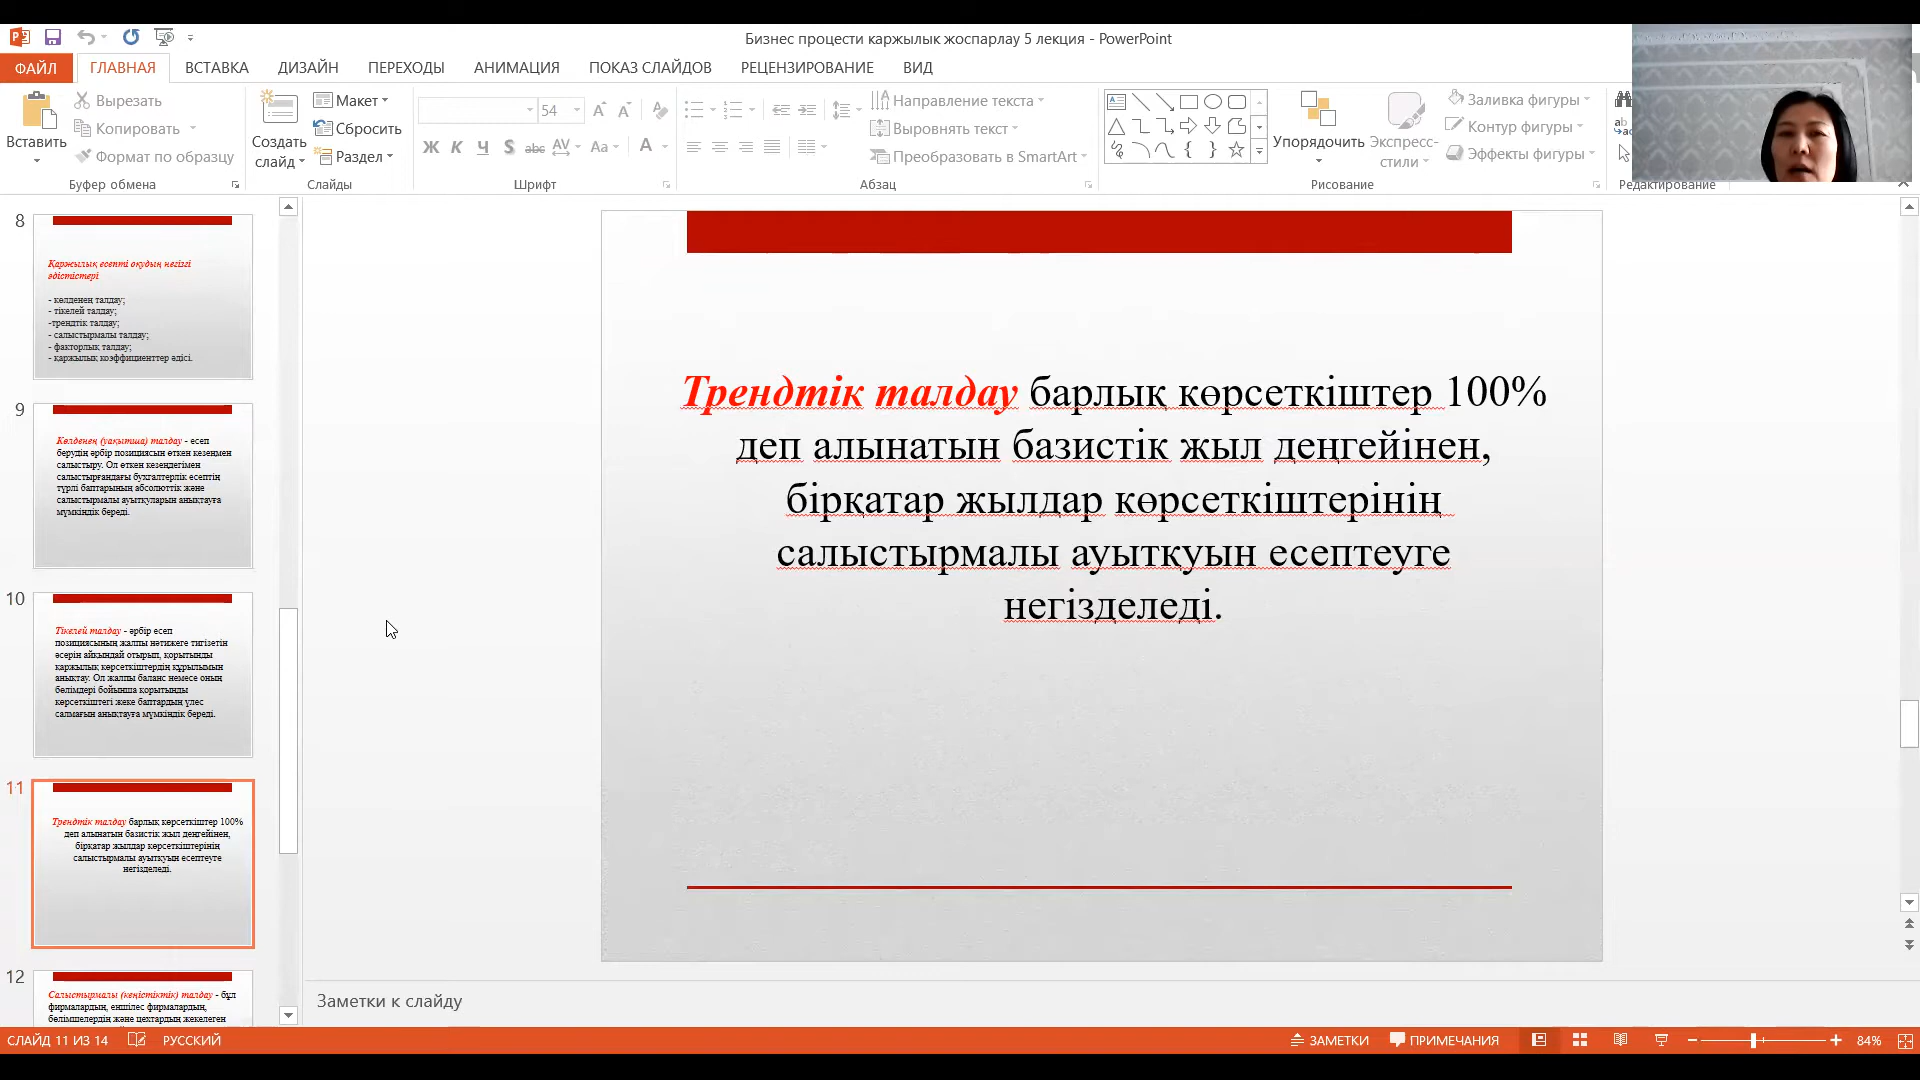 Бизнес процести каржылык жоспарлау 5 лекция - PowerPoint
ФАЙЛ ГЛАВНАЯ ВСТАВКА ДИЗАЙН ПЕРЕХОДЫ АНИМАЦИЯ ПОКАЗ СЛАЙДОВ РЕЦЕНЗИРОВАНИЕ ВИД
Вставить
Вырезать
Копировать
Формат по образцу
Буфер обмена
Создать
слайд
Макет
Сбросить
Раздел
Слайды
54
Ж К Ч S abc AV Aa A
Шрифт
Направление текста
Выровнять текст
Преобразовать в SmartArt
Абзац
Упорядочить
Экспресс-
стили
Заливка фигуры
Контур фигуры
Эффекты фигуры
Рисование
Редактирование
8
Қаржылық есепті оқудың негізгі
әдістістері
- көлденең талдау;
- тікелей талдау;
-трендтік талдау;
- салыстырмалы талдау;
- факторлық талдау;
- қаржылық коэффициенттер әдісі.
9
Көлденең (уақытша) талдау - есеп
берудің әрбір позициясын өткен кезеңмен
салыстыру. Ол өткен кезеңдегімен
салыстырғандағы бухгалтерлік есептің
түрлі баптарының абсолюттік және
салыстырмалы ауытқуларын анықтауға
мүмкіндік береді.
10
Тікелей талдау - әрбір есеп
позициясының жалпы нәтижеге тигізетін
әсерін айқындай отырып, қорытынды
қаржылық көрсеткіштердің құрылымын
анықтау. Ол жалпы баланс немесе оның
бөлімдері бойынша қорытынды
көрсеткіштегі жеке баптардың үлес
салмағын анықтауға мүмкіндік береді.
11
Трендтік талдау барлық көрсеткіштер 100%
деп алынатын базистік жыл деңгейінен,
бірқатар жылдар көрсеткіштерінің
салыстырмалы ауытқуын есептеуге
негізделеді.
12
Салыстырмалы (кеңістіктік) талдау - бұл
фирмалардың, еншілес фирмалардың,
бөлімшелердің және цехтардың жекелеген
Трендтік талдау барлық көрсеткіштер 100%
деп алынатын базистік жыл деңгейінен,
бірқатар жылдар көрсеткіштерінің
салыстырмалы ауытқуын есептеуге
негізделеді.
Заметки к слайду
СЛАЙД 11 ИЗ 14 РУССКИЙ ЗАМЕТКИ ПРИМЕЧАНИЯ 84%